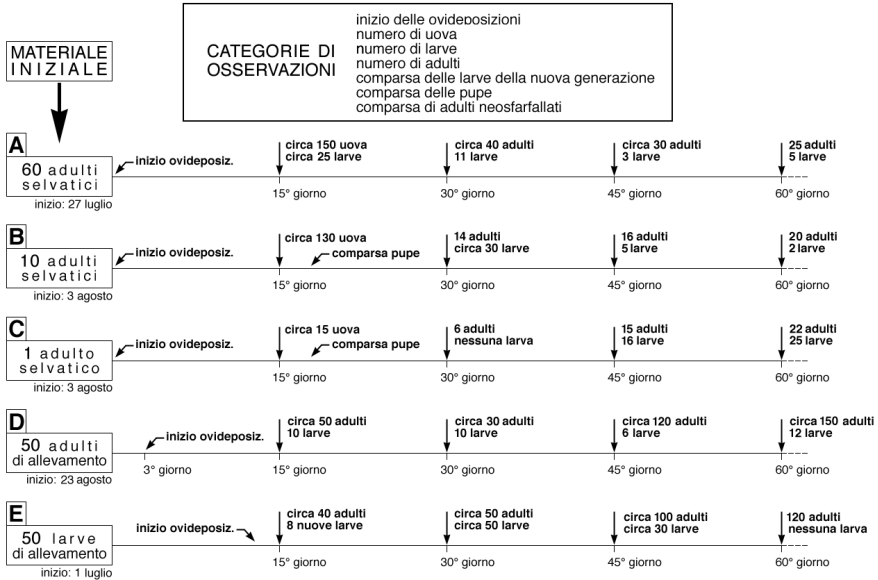 CATEGORIE DI
OSSERVAZIONI
inizio delle ovideposizioni
numero di uova
numero di larve
numero di adulti
comparsa delle larve della nuova generazione
comparsa delle pupe
comparsa di adulti neosfarfallati
MATERIALE
INIZIALE
A
60 adulti
selvatici
inizio: 27 luglio
inizio ovideposiz.
circa 150 uova
circa 25 larve
15° giorno
circa 40 adulti
11 larve
30° giorno
circa 30 adulti
3 larve
45° giorno
25 adulti
5 larve
60° giorno
B
10 adulti
selvatici
inizio: 3 agosto
inizio ovideposiz.
circa 130 uova
comparsa pupe
15° giorno
14 adulti
circa 30 larve
30° giorno
16 adulti
5 larve
45° giorno
20 adulti
2 larve
60° giorno
C
1 adulto
selvatico
inizio: 3 agosto
inizio ovideposiz.
circa 15 uova
comparsa pupe
15° giorno
6 adulti
nessuna larva
30° giorno
15 adulti
16 larve
45° giorno
22 adulti
25 larve
60° giorno
D
50 adulti
di allevamento
inizio: 23 agosto
inizio ovideposiz.
3° giorno
circa 50 adulti
10 larve
15° giorno
circa 30 adulti
10 larve
30° giorno
circa 120 adulti
6 larve
45° giorno
circa 150 adulti
12 larve
60° giorno
E
50 larve
di allevamento
inizio: 1 luglio
inizio ovideposiz.
circa 40 adulti
8 nuove larve
15° giorno
circa 50 adulti
circa 50 larve
30° giorno
circa 100 adulti
circa 30 larve
45° giorno
120 adulti
nessuna larva
60° giorno